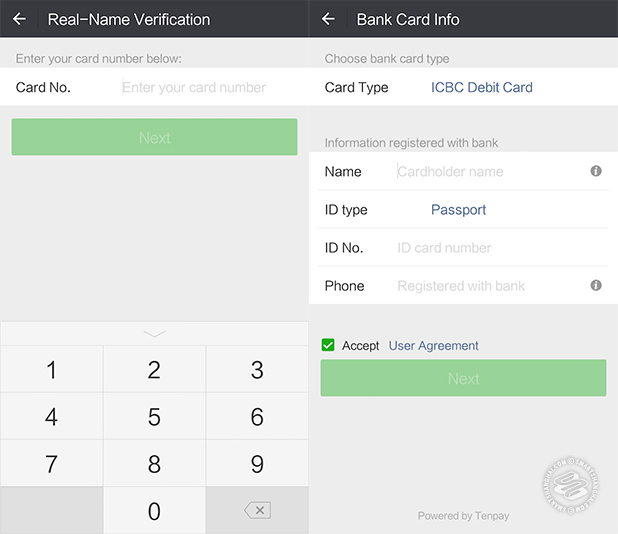 Real-Name Verification
Enter your card number below:
Card No. Enter your card number
Next
1 2 3
4 5 6
7 8 9
0
Bank Card Info
Choose bank card type
Card Type ICBC Debit Card
Information registered with bank
Name Cardholder name
ID type Passport
ID No. ID card number
Phone Registered with bank
Accept User Agreement
Next
Powered by Tenpay